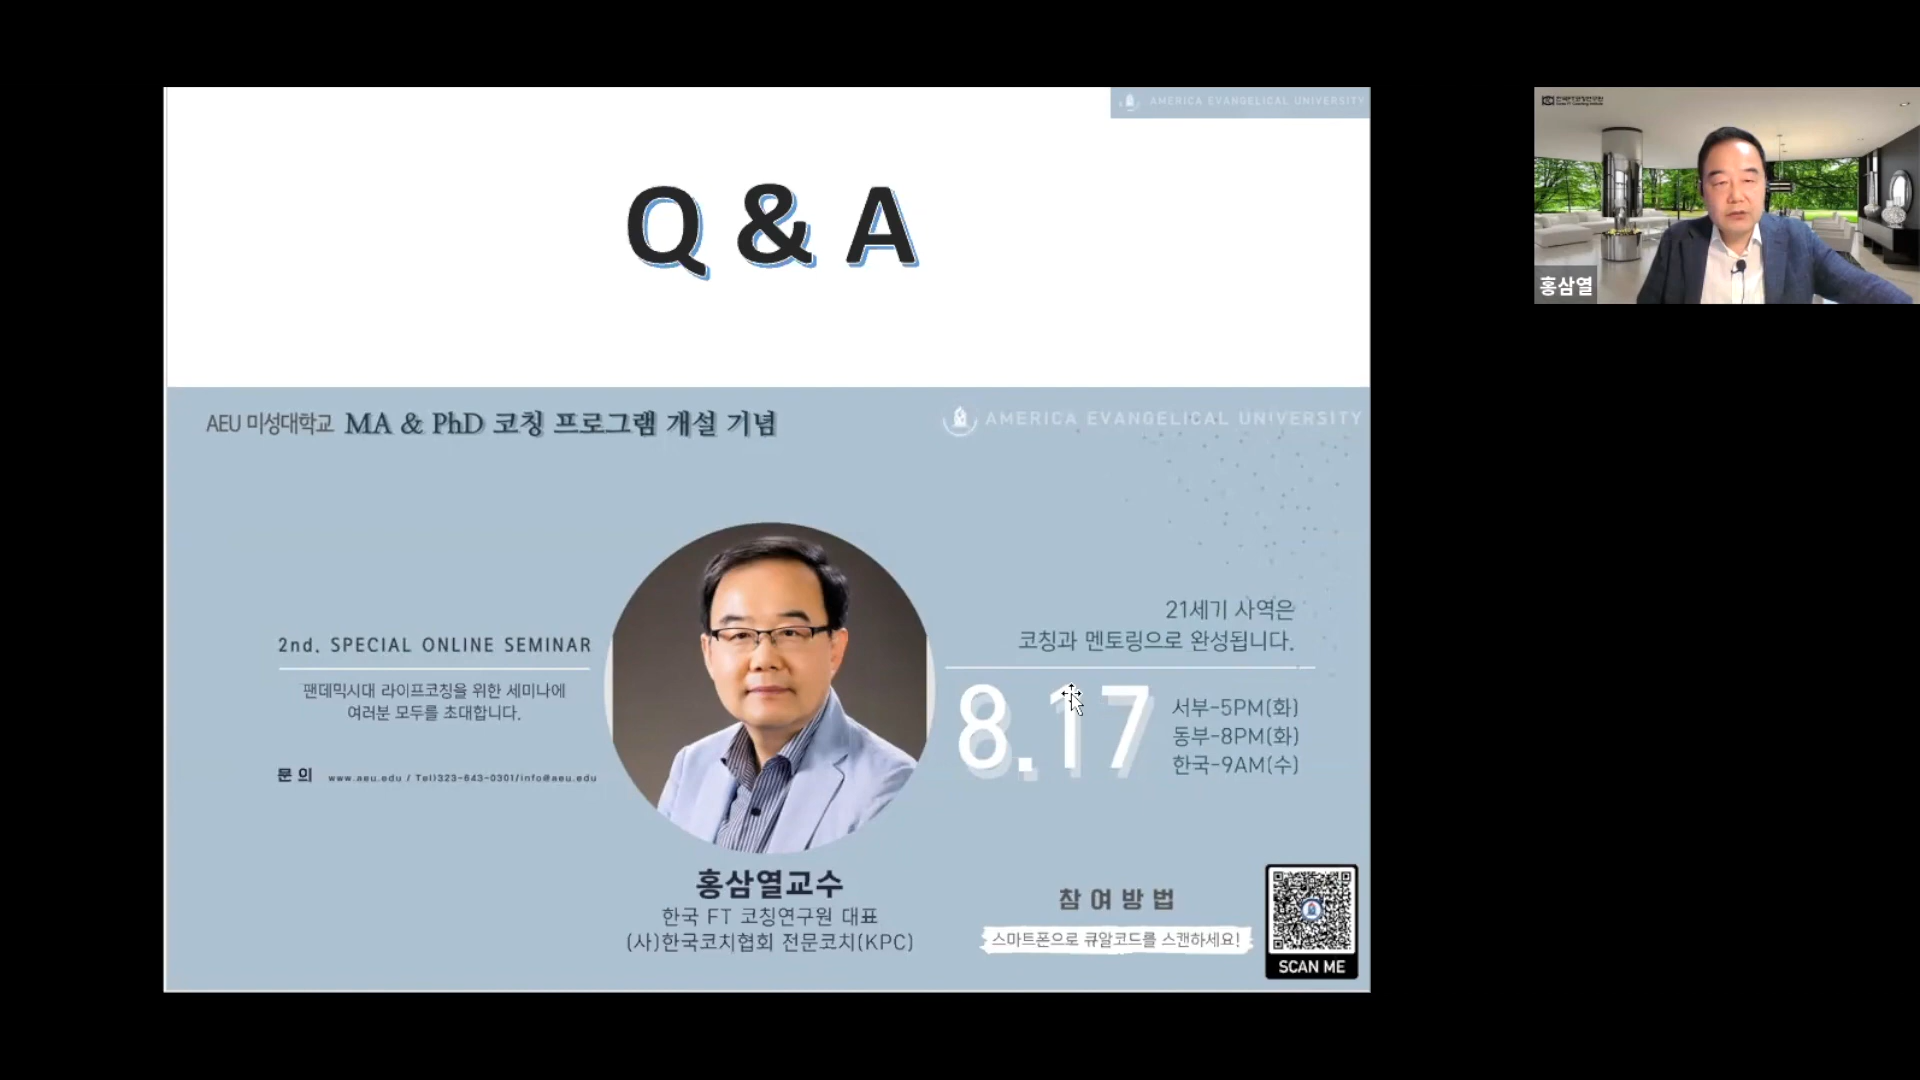 AMERICA EVANGELICAL UNIVERSITY
Q & A
AEU 미성대학교 MA & PhD 코칭 프로그램 개설 기념
AMERICA EVANGELICAL UNIVERSITY
2nd. SPECIAL ONLINE SEMINAR
팬데믹시대 라이프코칭을 위한 세미나에
여러분 모두를 초대합니다.
문 의 www.aeu.edu / Tel)323-643-0301/info@aeu.edu
21세기 사역은
코칭과 멘토링으로 완성됩니다.
8.17
서부-5PM(화)
동부-8PM(화)
한국-9AM(수)
홍삼열교수
한국 FT 코칭연구원 대표
(사)한국코치협회 전문코치(KPC)
참 여 방 법
스마트폰으로 큐알코드를 스캔하세요!
SCAN ME
홍삼열